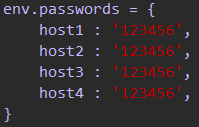 env.passwords = {
    host1 : '123456',
    host2 : '123456',
    host3 : '123456',
    host4 : '123456',
}